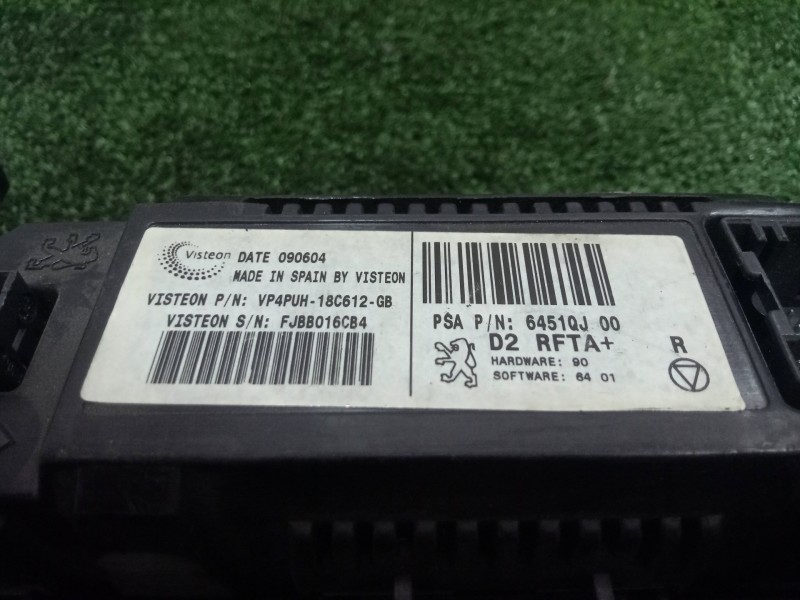 Visteon DATE 090604
MADE IN SPAIN BY VISTEON
VISTEON P/N: VP4PUH-18C612-GB
VISTEON S/N: FJBB016CB4
PSA P/N: 6451QJ 00
D2 RFTA+ R
HARDWARE: 90
SOFTWARE: 64 01